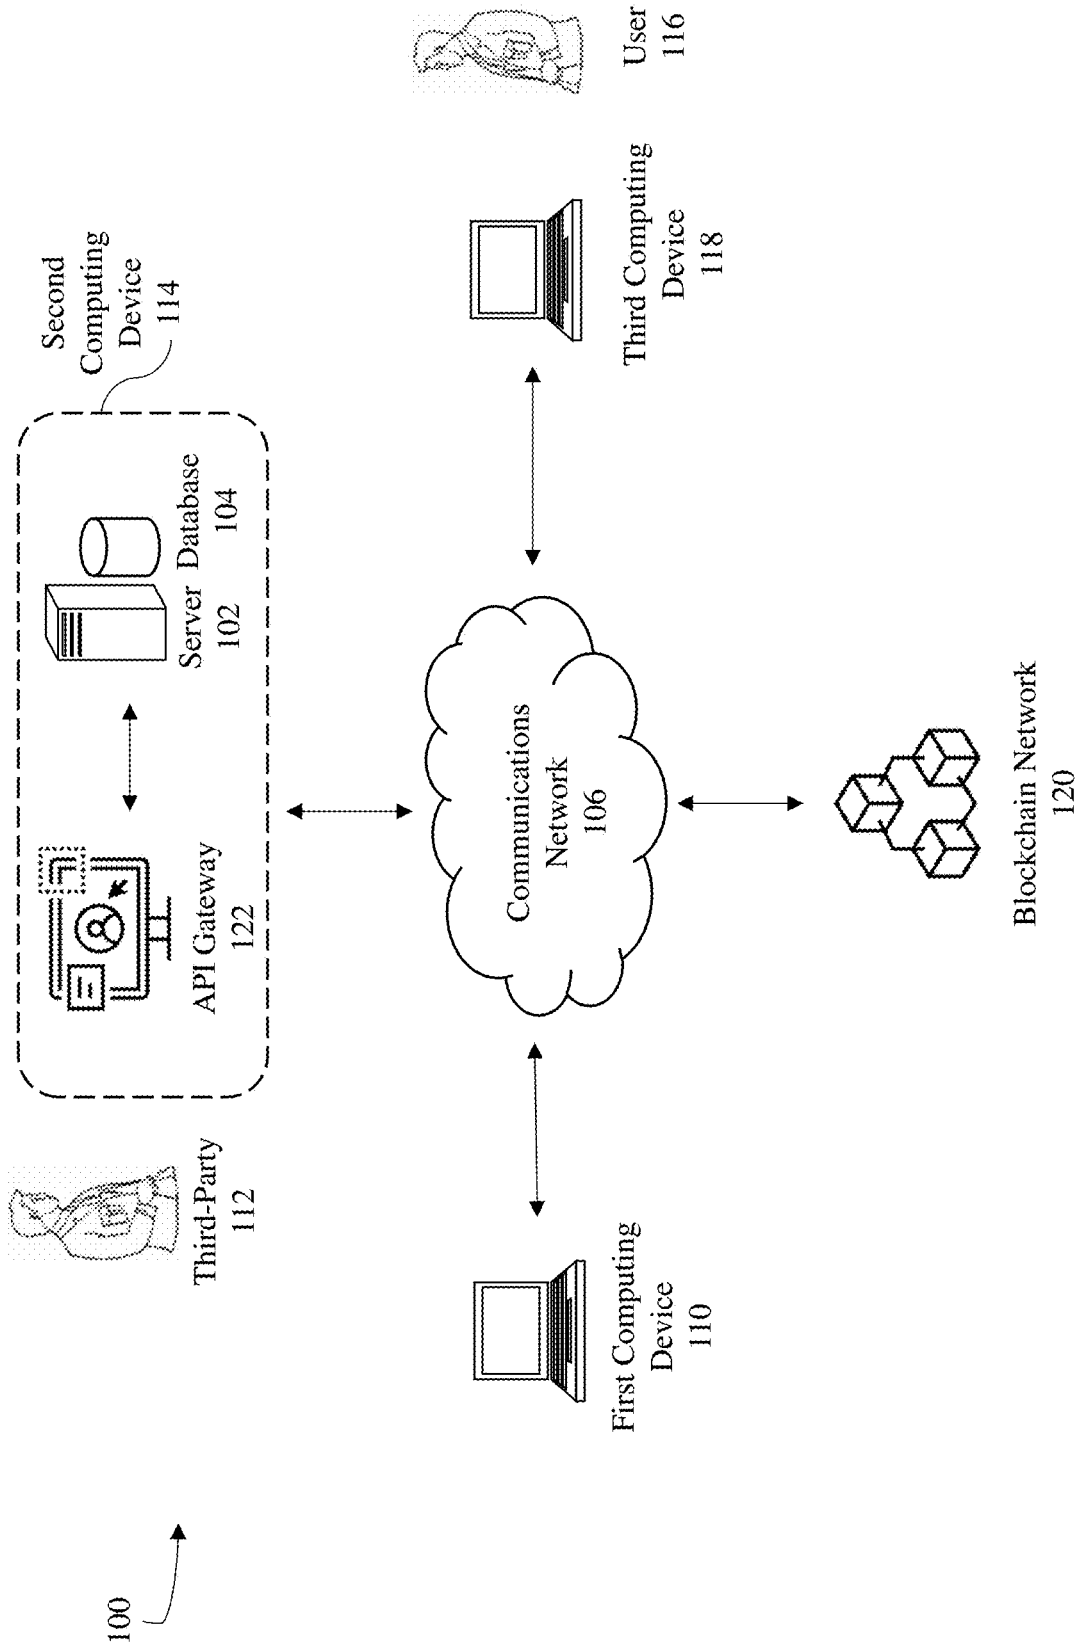 100
Third-Party
112
API Gateway
122
Server
102
Database
104
Second
Computing
Device
114
First Computing
Device
110
Communications
Network
106
Third Computing
Device
118
User
116
Blockchain Network
120